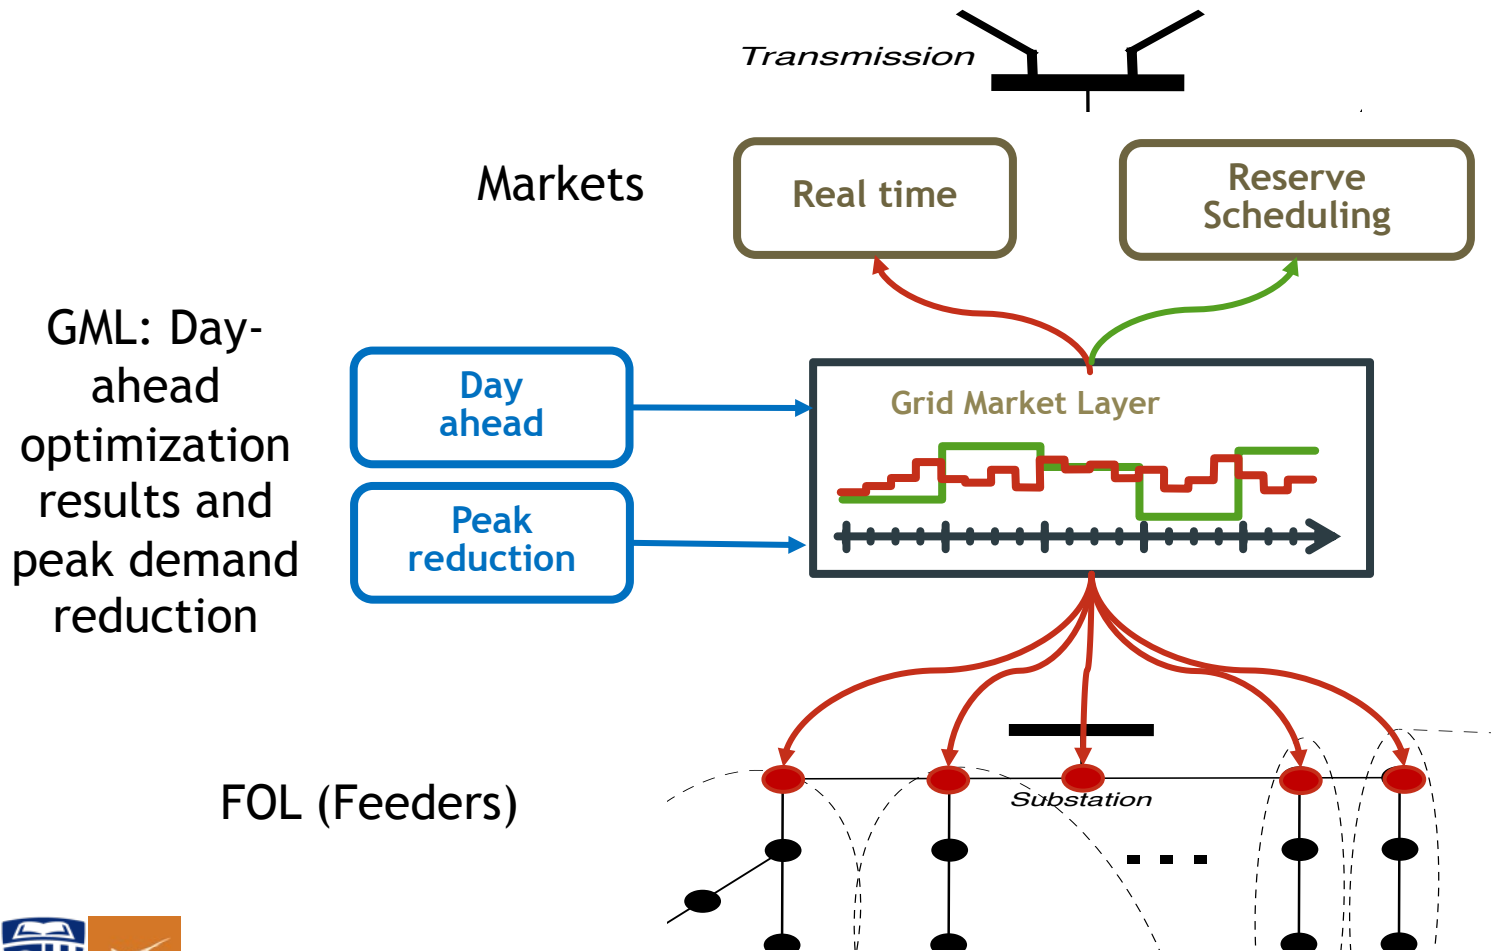 Transmission
Markets
Real time
Reserve
Scheduling
GML: Day-
ahead
optimization
results and
peak demand
reduction
Day
ahead
Peak
reduction
Grid Market Layer
FOL (Feeders)
Substation